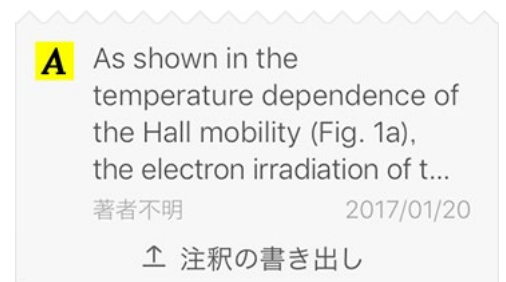 A
As shown in the
temperature dependence of
the Hall mobility (Fig. 1a),
the electron irradiation of t...
著者不明 2017/01/20
注釈の書き出し